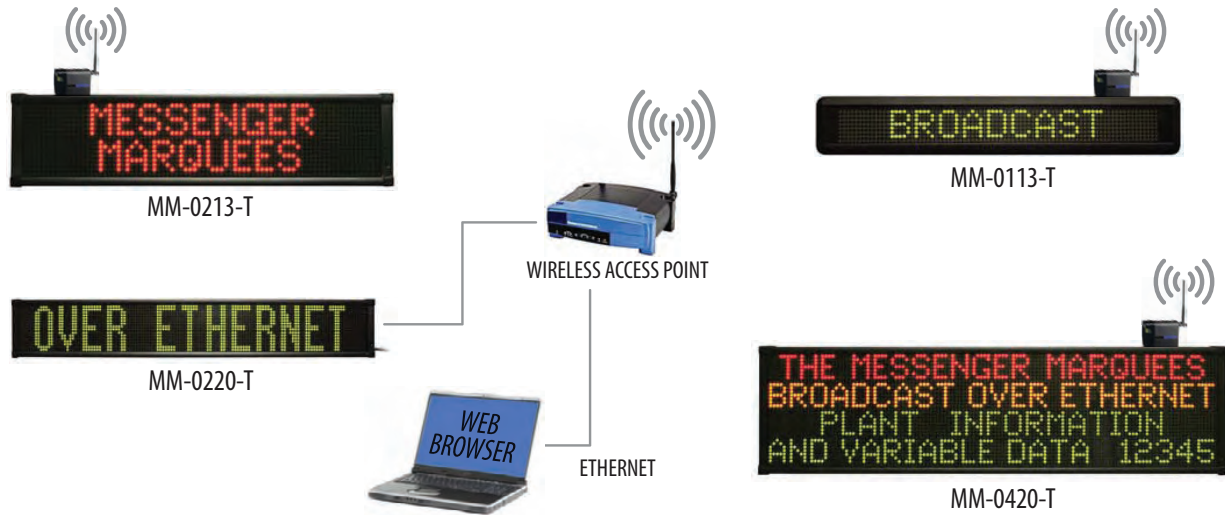 MESSENGER
MARQUEES
MM-0213-T
BROADCAST
MM-0113-T
WIRELESS ACCESS POINT
OVER ETHERNET
MM-0220-T
WEB
BROWSER
ETHERNET
THE MESSENGER MARQUEES
BROADCAST OVER ETHERNET
PLANT INFORMATION
AND VARIABLE DATA 12345
MM-0420-T